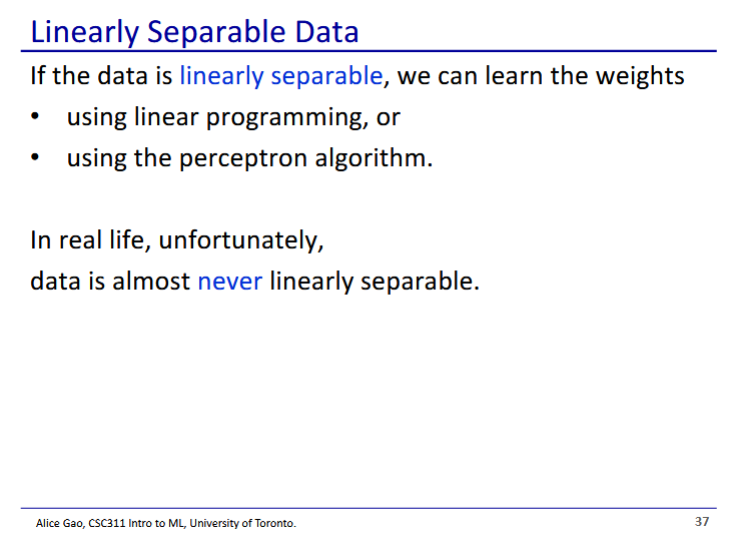 Linearly Separable Data
If the data is linearly separable, we can learn the weights
• using linear programming, or
• using the perceptron algorithm.
In real life, unfortunately,
data is almost never linearly separable.
Alice Gao, CSC311 Intro to ML, University of Toronto.
37